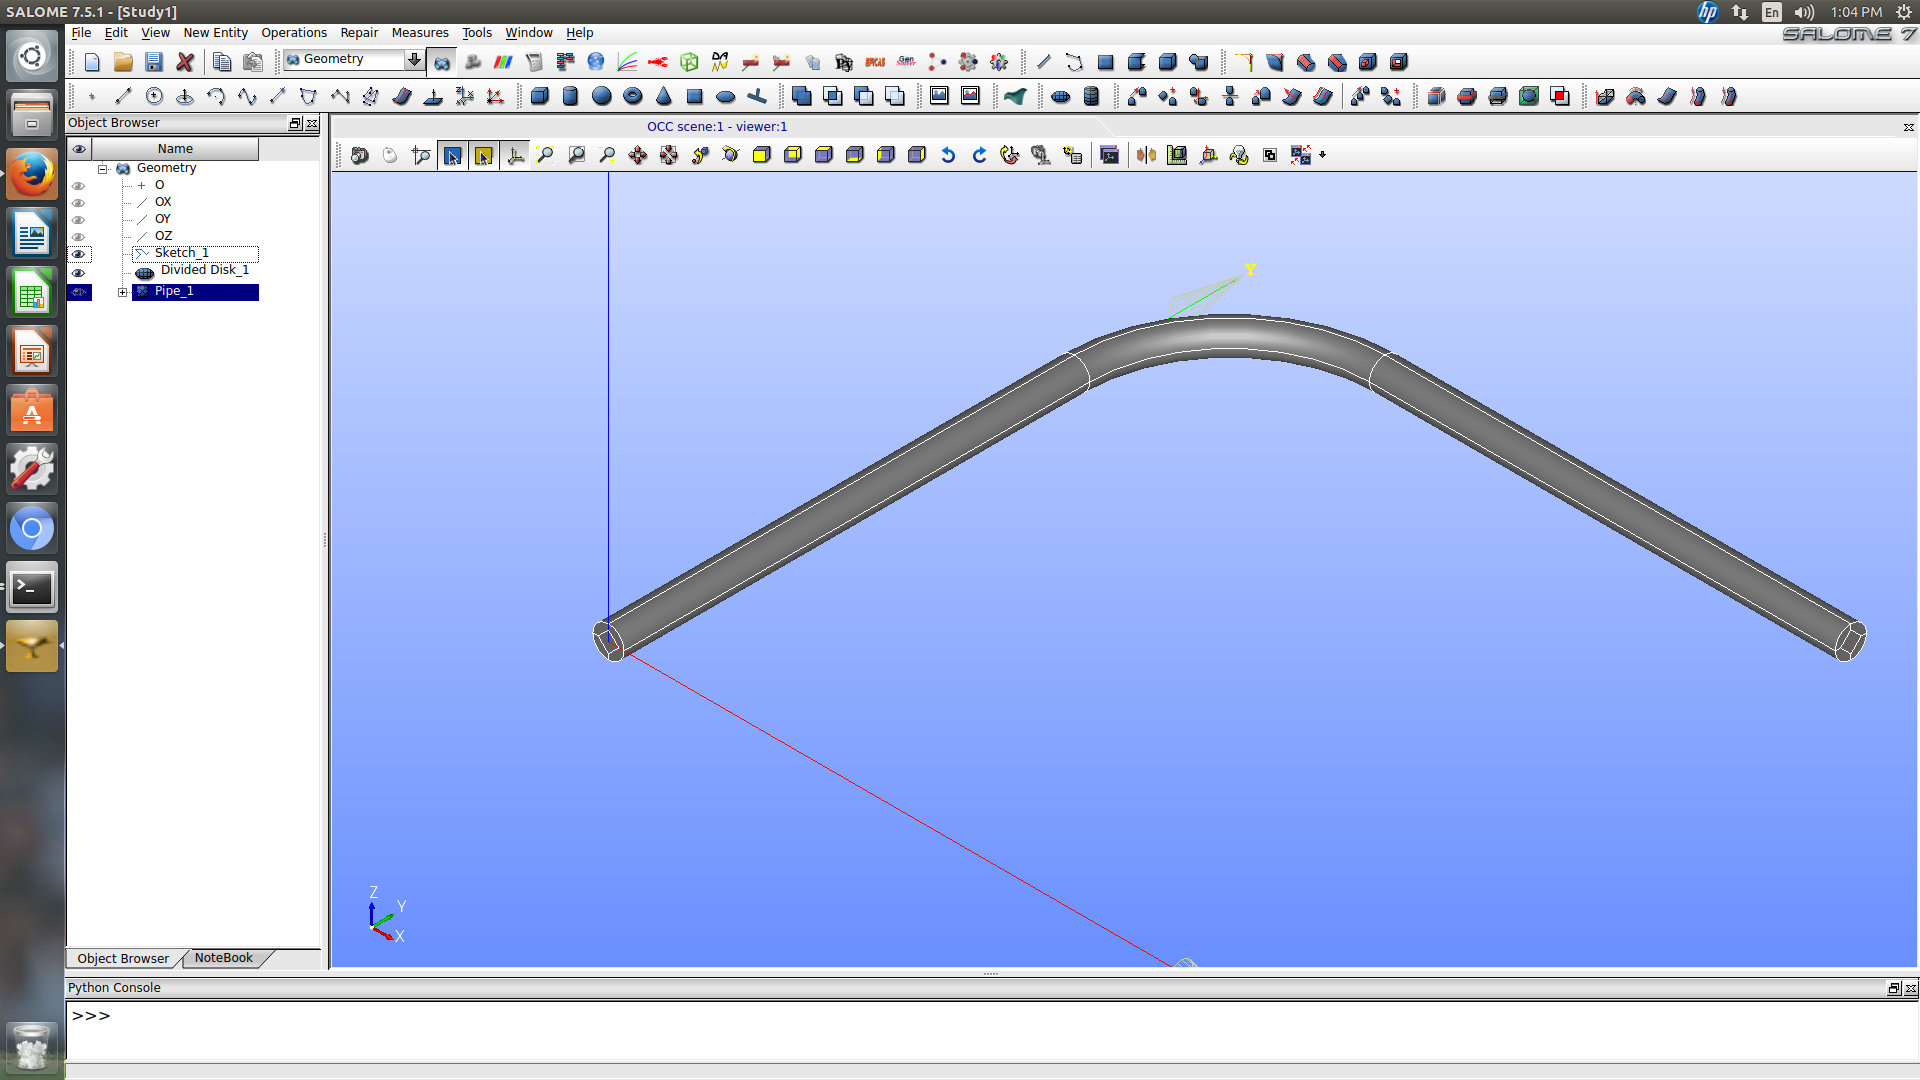 SALOME 7.5.1 - [Study1]
hp En 1:04 PM
File Edit View New Entity Operations Repair Measures Tools Window Help
SALOME 7
Geometry
Object Browser
OCC scene:1 - viewer:1
Name
Geometry
O
OX
OY
OZ
Sketch_1
Divided Disk_1
Pipe_1
Y
Z
Y
X
Object Browser NoteBook
Python Console
>>>